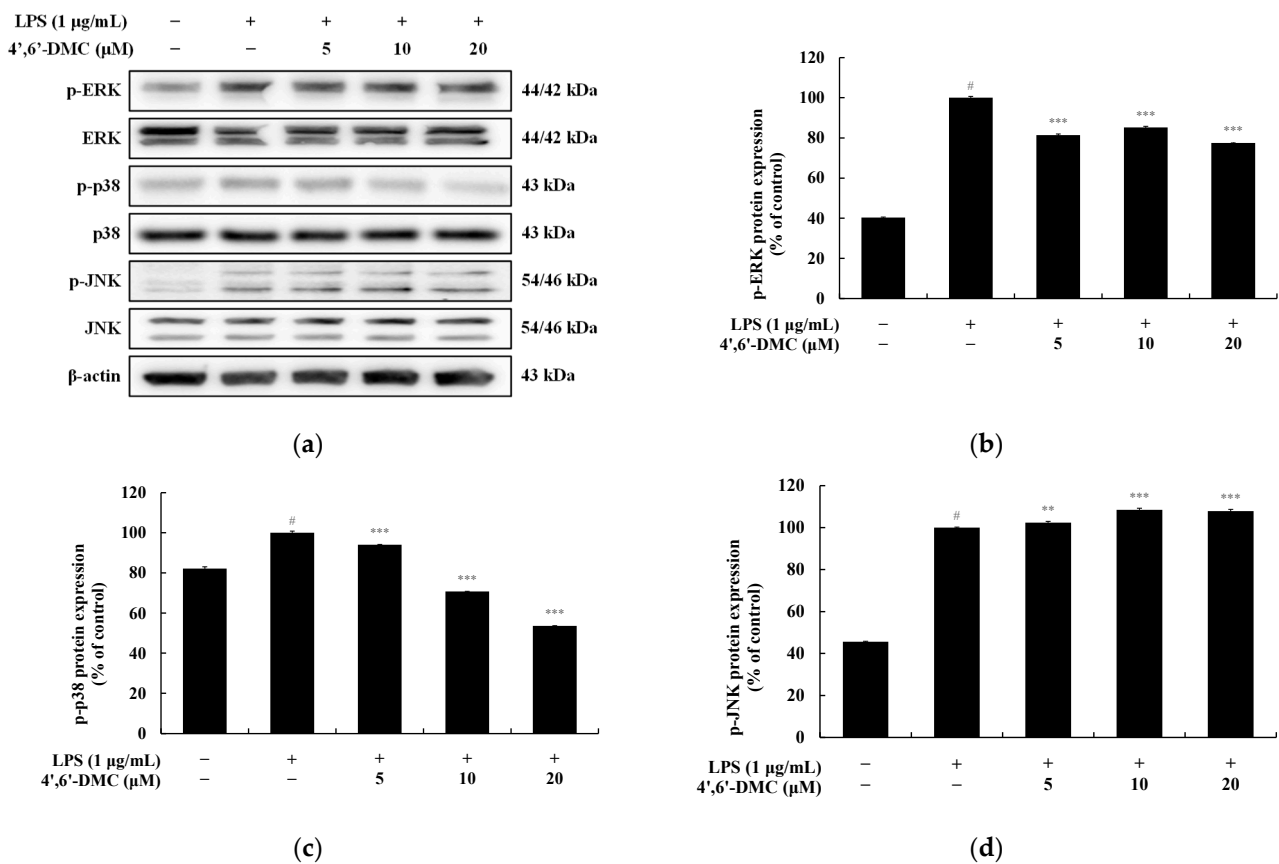 LPS (1 µg/mL) – + + + +
4',6'-DMC (µM) – – 5 10 20
p-ERK 44/42 kDa
ERK 44/42 kDa
p-p38 43 kDa
p38 43 kDa
p-JNK 54/46 kDa
JNK 54/46 kDa
β-actin 43 kDa
(a)
p-ERK protein expression
(% of control)
120
100
80
60
40
20
0
# *** *** ***
LPS (1 µg/mL) – + + + +
4',6'-DMC (µM) – – 5 10 20
(b)
p-p38 protein expression
(% of control)
120
100
80
60
40
20
0
# *** *** ***
LPS (1 µg/mL) – + + + +
4',6'-DMC (µM) – – 5 10 20
(c)
p-JNK protein expression
(% of control)
120
100
80
60
40
20
0
# ** *** ***
LPS (1 µg/mL) – + + + +
4',6'-DMC (µM) – – 5 10 20
(d)